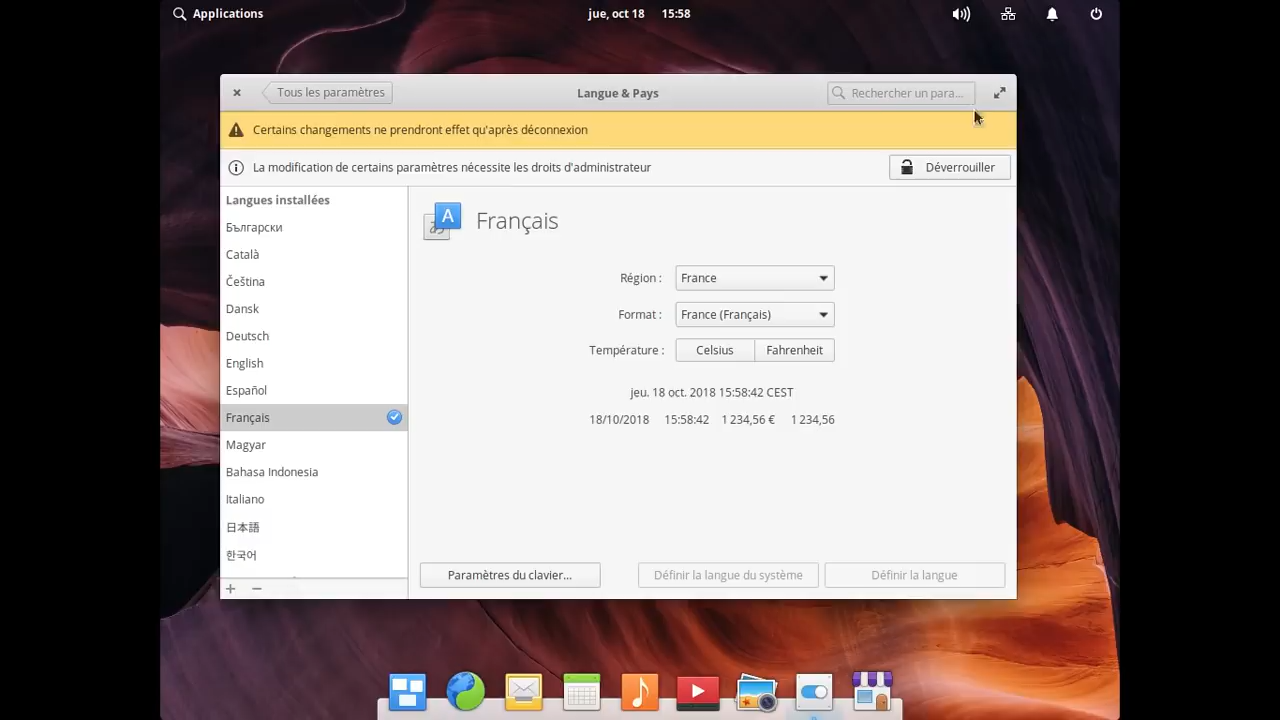 Applications
jue, oct 18 15:58
Tous les paramètres
Langue & Pays
Rechercher un para...
Certains changements ne prendront effet qu'après déconnexion
La modification de certains paramètres nécessite les droits d'administrateur
Déverrouiller
Langues installées
Български
Català
Čeština
Dansk
Deutsch
English
Español
Français
Magyar
Bahasa Indonesia
Italiano
日本語
한국어
A
Français
Région : France
Format : France (Français)
Température : Celsius Fahrenheit
jeu. 18 oct. 2018 15:58:42 CEST
18/10/2018 15:58:42 1 234,56 € 1 234,56
Paramètres du clavier...
Définir la langue du système
Définir la langue